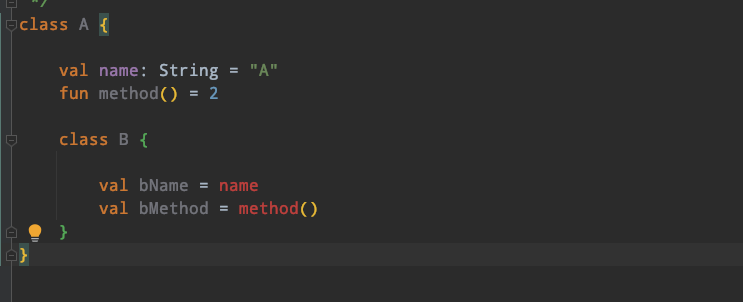 */
class A {
val name: String = "A"
fun method() = 2
class B {
val bName = name
val bMethod = method()
}
}